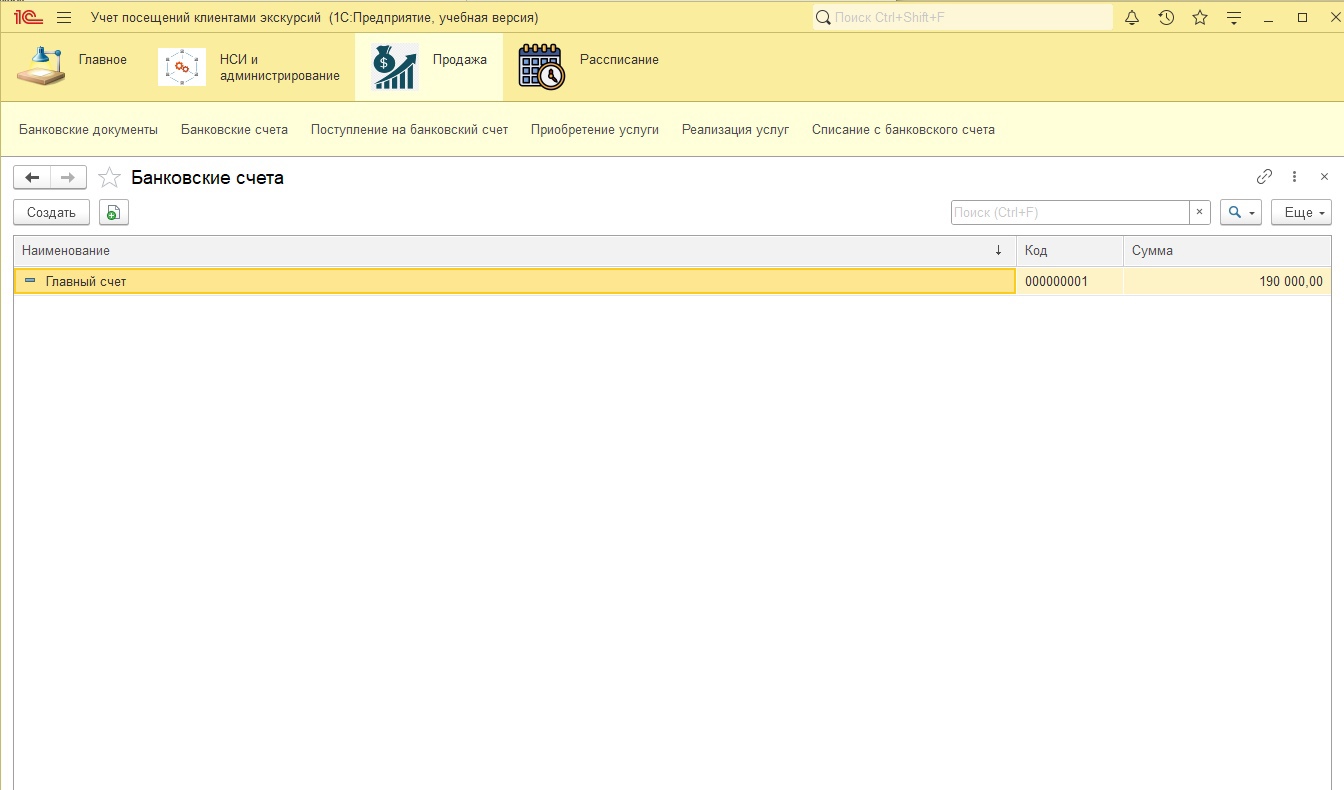 1С Учет посещений клиентами экскурсий (1С:Предприятие, учебная версия) Поиск Ctrl+Shift+F
Главное НСИ и администрирование Продажа Рассписание
Банковские документы Банковские счета Поступление на банковский счет Приобретение услуги Реализация услуг Списание с банковского счета
Банковские счета
Создать Поиск (Ctrl+F) × Еще
Наименование ↓ Код Сумма
Главный счет 000000001 190 000,00